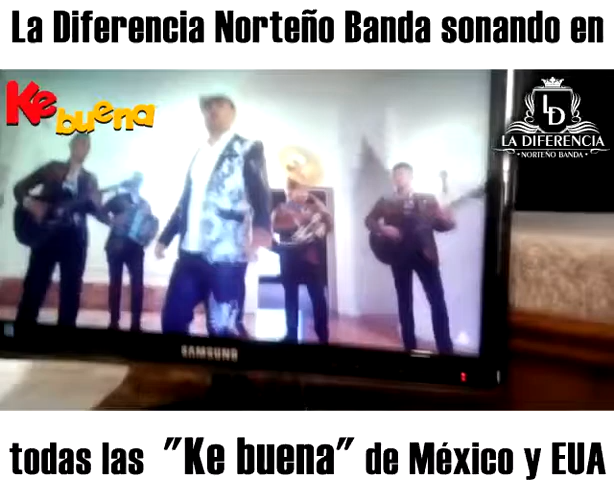 La Diferencia Norteño Banda sonando en
Ke
buena
LD
LA DIFERENCIA
• NORTEÑO BANDA •
SAMSUNG
todas las "Ke buena" de México y EUA